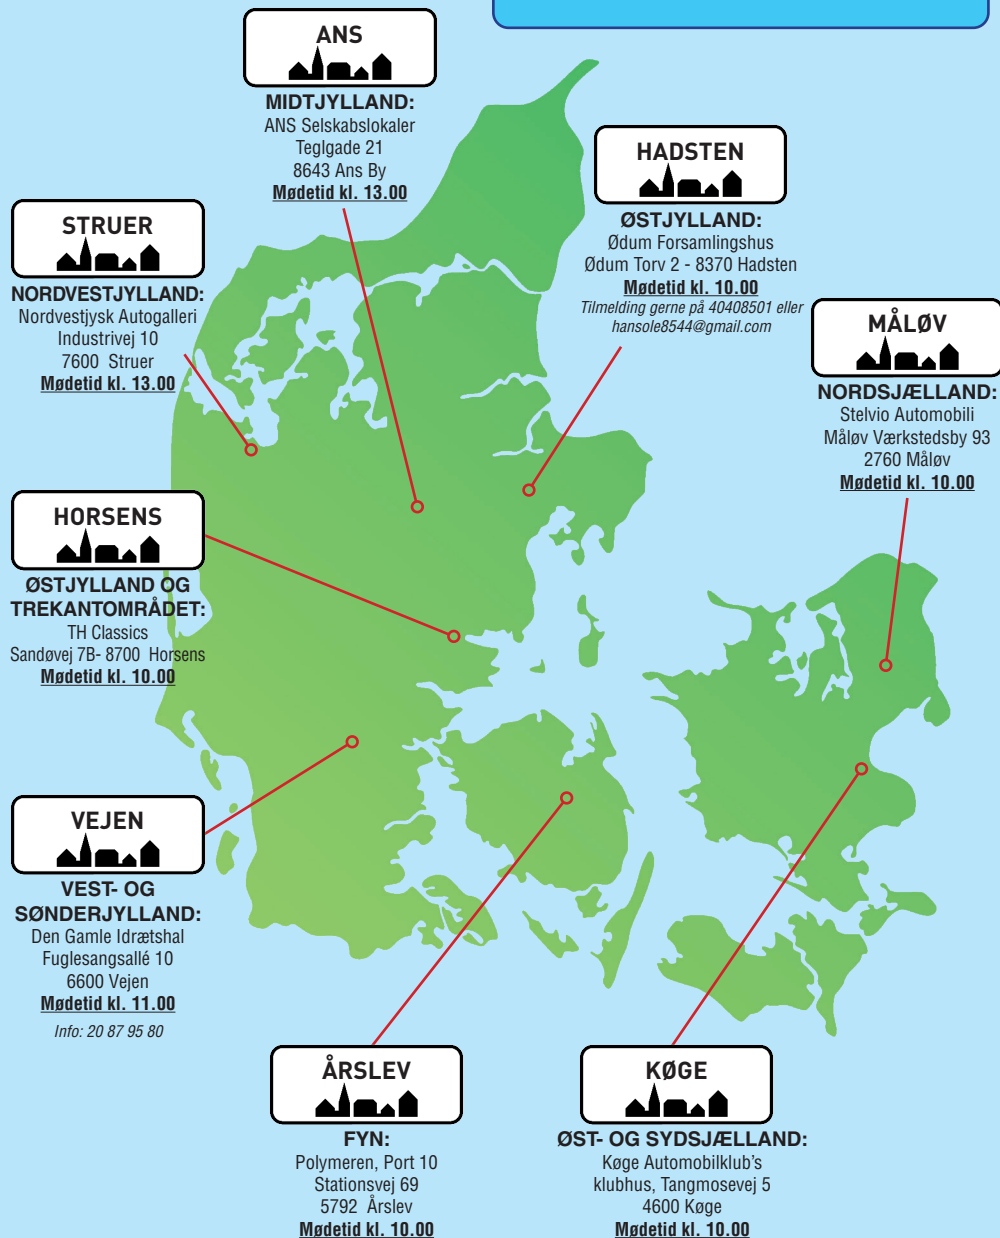 ANS
MIDTJYLLAND:
ANS Selskabslokaler
Teglgade 21
8643 Ans By
Mødetid kl. 13.00
HADSTEN
ØSTJYLLAND:
Ødum Forsamlingshus
Ødum Torv 2 - 8370 Hadsten
Mødetid kl. 10.00
Tilmelding gerne på 40408501 eller
hansole8544@gmail.com
STRUER
NORDVESTJYLLAND:
Nordvestjysk Autogalleri
Industrivej 10
7600 Struer
Mødetid kl. 13.00
MÅLØV
NORDSJÆLLAND:
Stelvio Automobili
Måløv Værkstedsby 93
2760 Måløv
Mødetid kl. 10.00
HORSENS
ØSTJYLLAND OG
TREKANTOMRÅDET:
TH Classics
Sandøvej 7B- 8700 Horsens
Mødetid kl. 10.00
VEJEN
VEST- OG
SØNDERJYLLAND:
Den Gamle Idrætshal
Fuglesangsallé 10
6600 Vejen
Mødetid kl. 11.00
Info: 20 87 95 80
ÅRSLEV
FYN:
Polymeren, Port 10
Stationsvej 69
5792 Årslev
Mødetid kl. 10.00
KØGE
ØST- OG SYDSJÆLLAND:
Køge Automobilklub's
klubhus, Tangmosevej 5
4600 Køge
Mødetid kl. 10.00